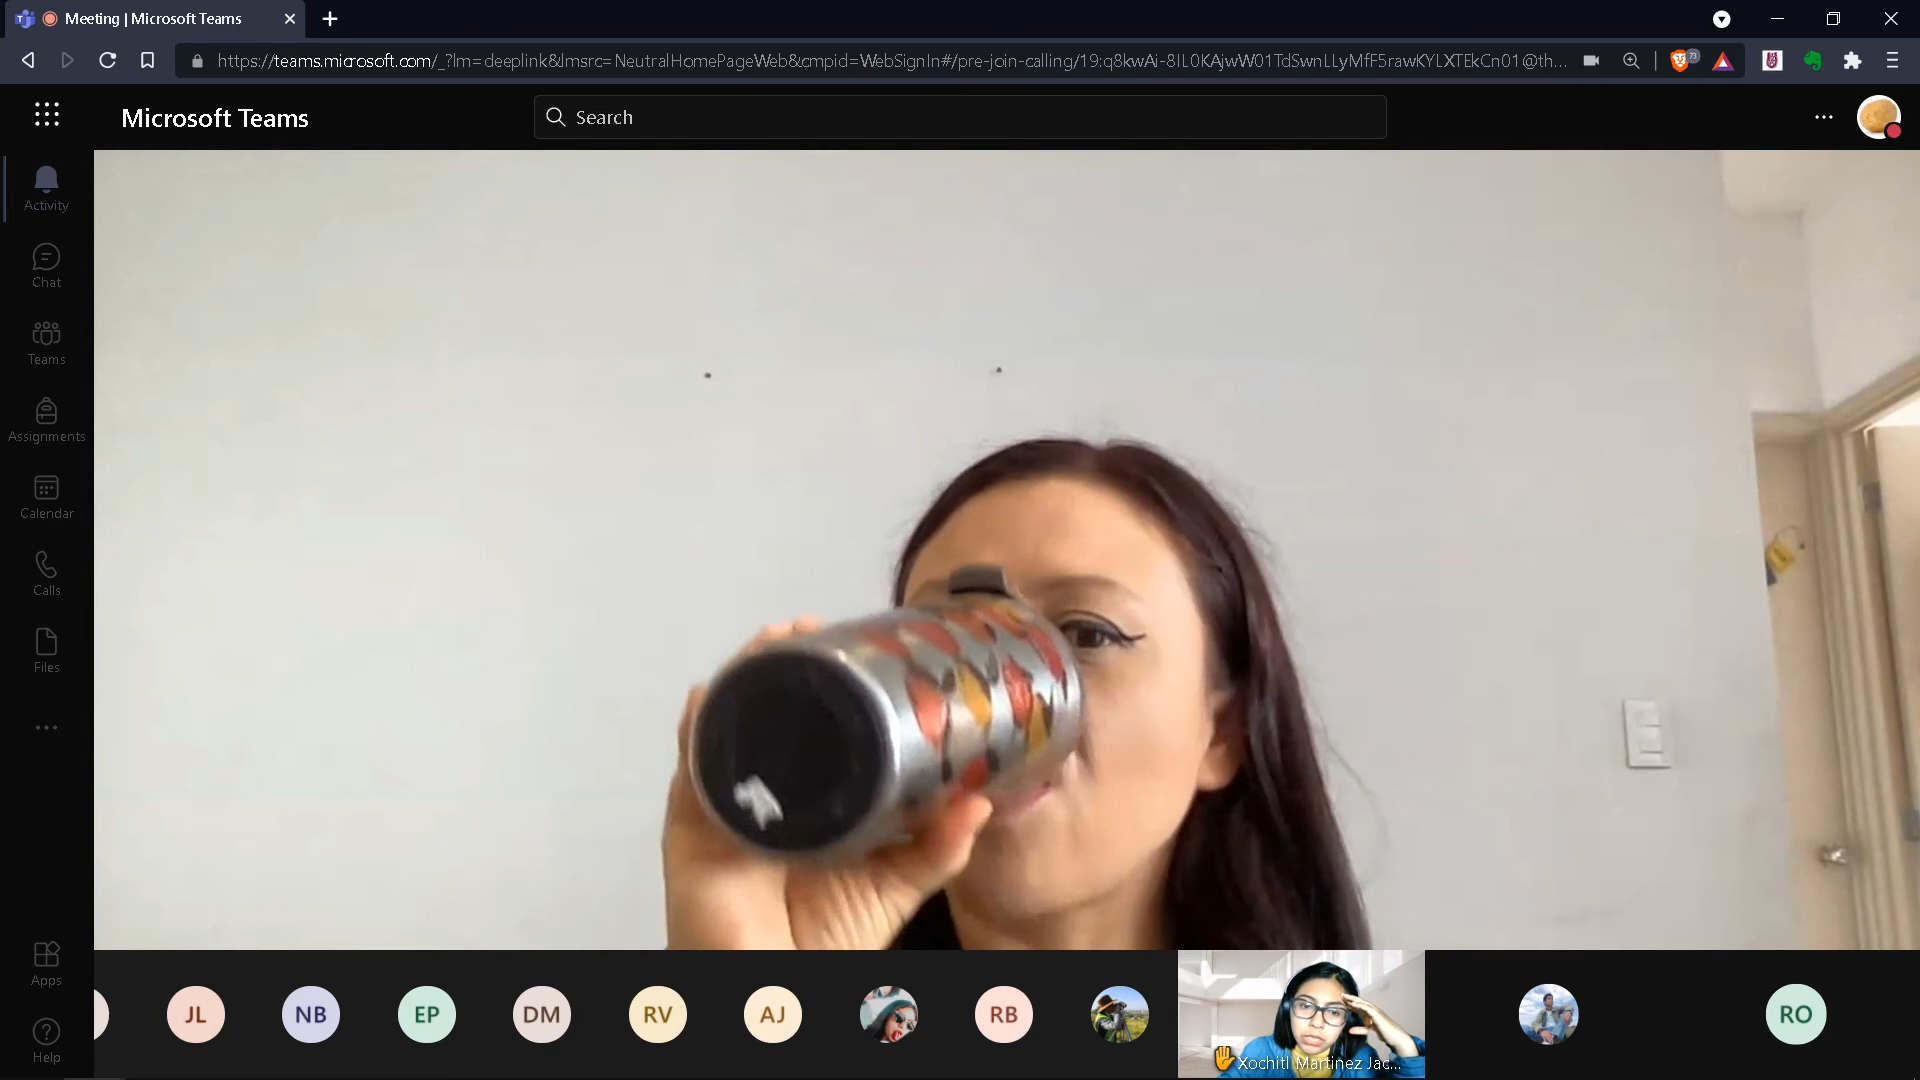 Meeting | Microsoft Teams
https://teams.microsoft.com/_?lm=deeplink&lmsrc=NeutralHomePageWeb&cmpid=WebSignIn#/pre-join-calling/19:q8kwAi-8IL0KAjwW01TdSwnLLyMfF5rawKYLXTEkCn01@th...
73
Microsoft Teams
Search
Activity
Chat
Teams
Assignments
Calendar
Calls
Files
Apps
Help
JL
NB
EP
DM
RV
AJ
RB
Xochitl Martinez Jac...
RO